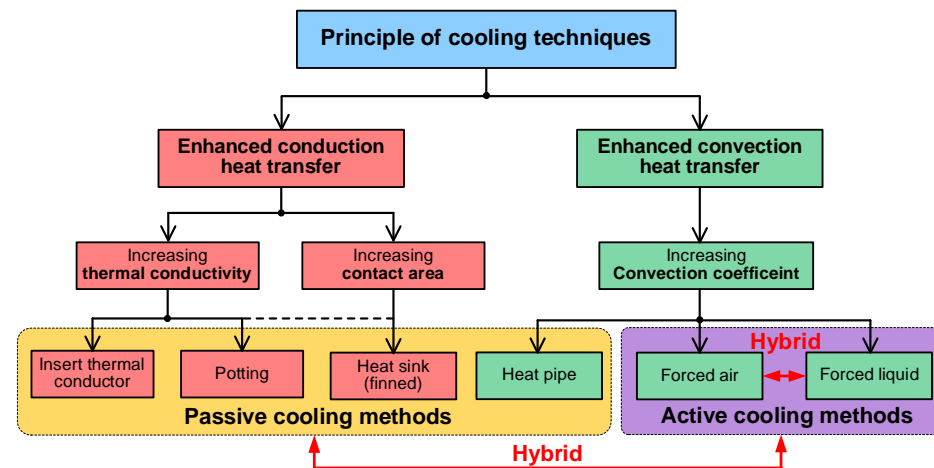 Principle of cooling techniques
Enhanced conduction
heat transfer
Enhanced convection
heat transfer
Increasing
thermal conductivity
Increasing
contact area
Increasing
Convection coefficeint
Insert thermal
conductor
Potting
Heat sink
(finned)
Heat pipe
Forced air
Hybrid
Forced liquid
Passive cooling methods
Active cooling methods
Hybrid